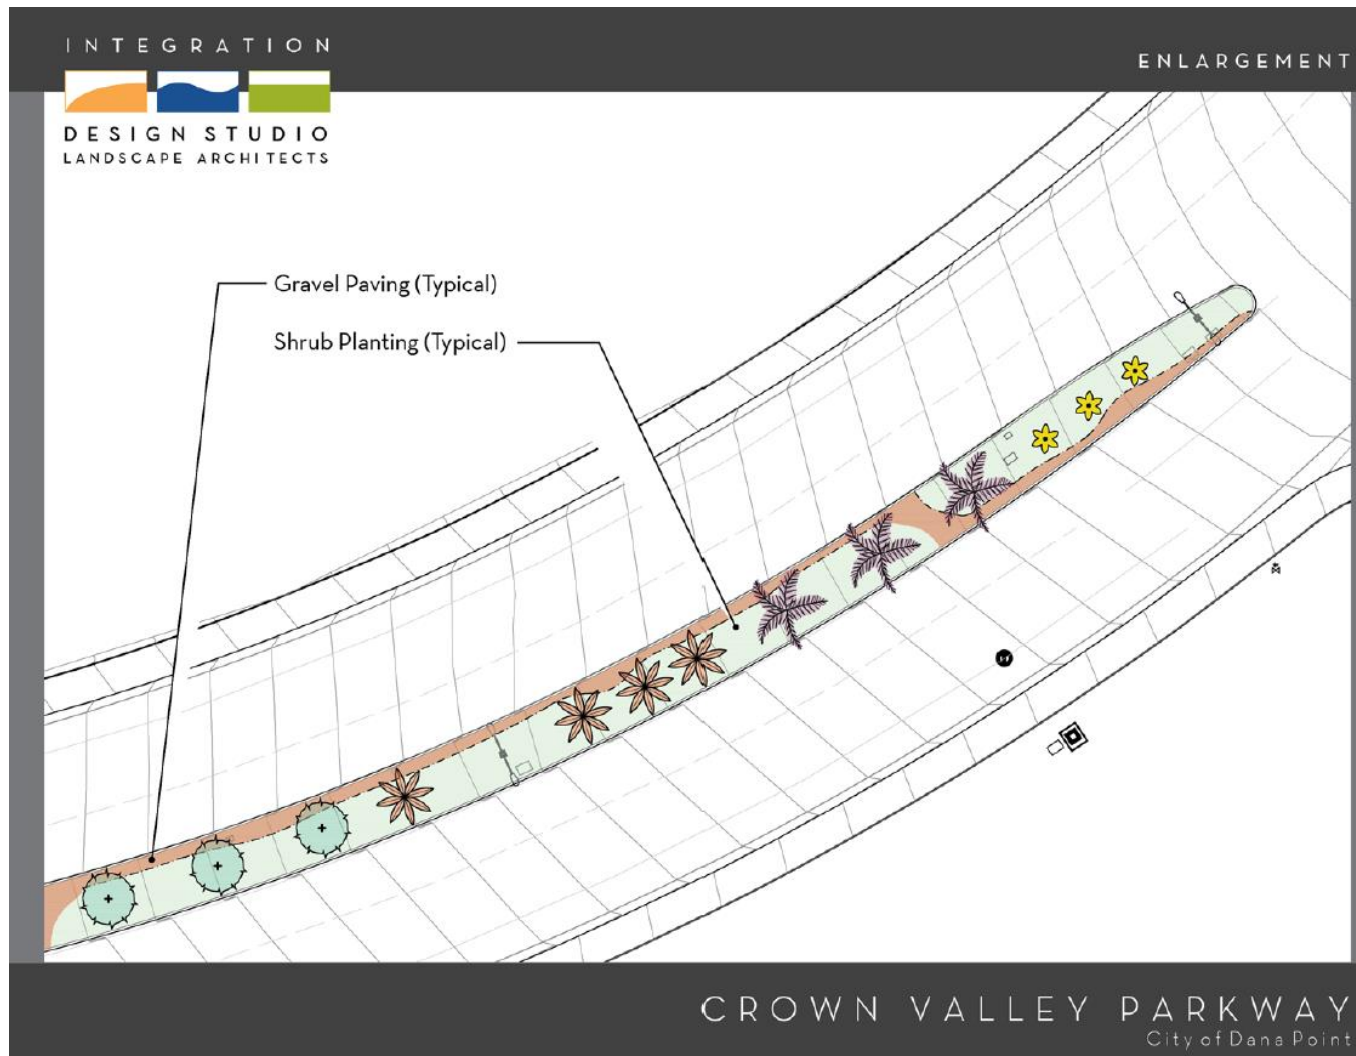 INTEGRATION
ENLARGEMENT
DESIGN STUDIO
LANDSCAPE ARCHITECTS
Gravel Paving (Typical)
Shrub Planting (Typical)
CROWN VALLEY PARKWAY
City of Dana Point